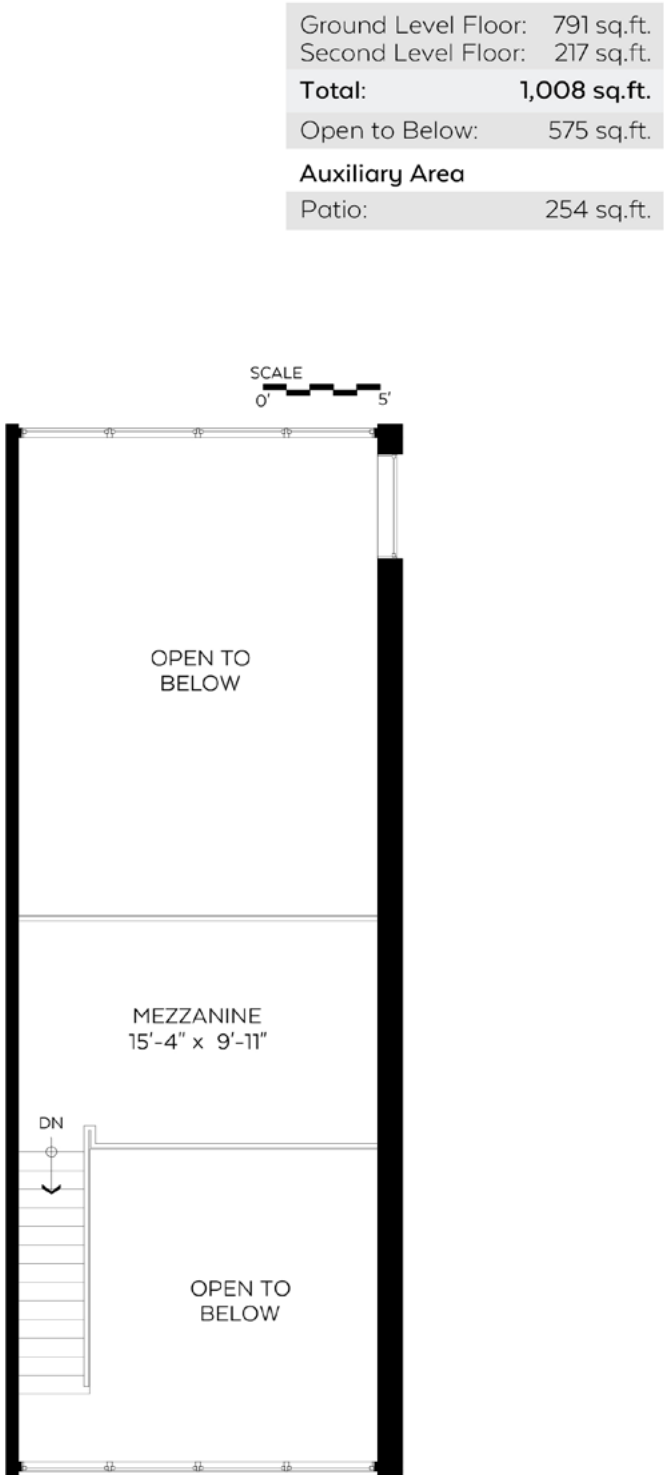 Ground Level Floor: 791 sq.ft.
Second Level Floor: 217 sq.ft.
Total: 1,008 sq.ft.
Open to Below: 575 sq.ft.
Auxiliary Area
Patio: 254 sq.ft.
SCALE
0' 5'
OPEN TO
BELOW
MEZZANINE
15'-4" x 9'-11"
DN
OPEN TO
BELOW